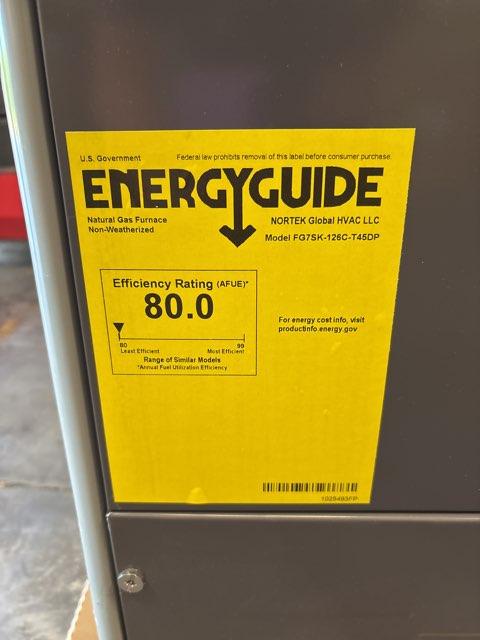 U.S. Government Federal law prohibits removal of this label before consumer purchase.
ENERGYGUIDE
Natural Gas Furnace
Non-Weatherized
NORTEK Global HVAC LLC
Model FG7SK-126C-T45DP
Efficiency Rating (AFUE)*
80.0
80 99
Least Efficient Most Efficient
Range of Similar Models
*Annual Fuel Utilization Efficiency
For energy cost info, visit
productinfo.energy.gov
1025493FP